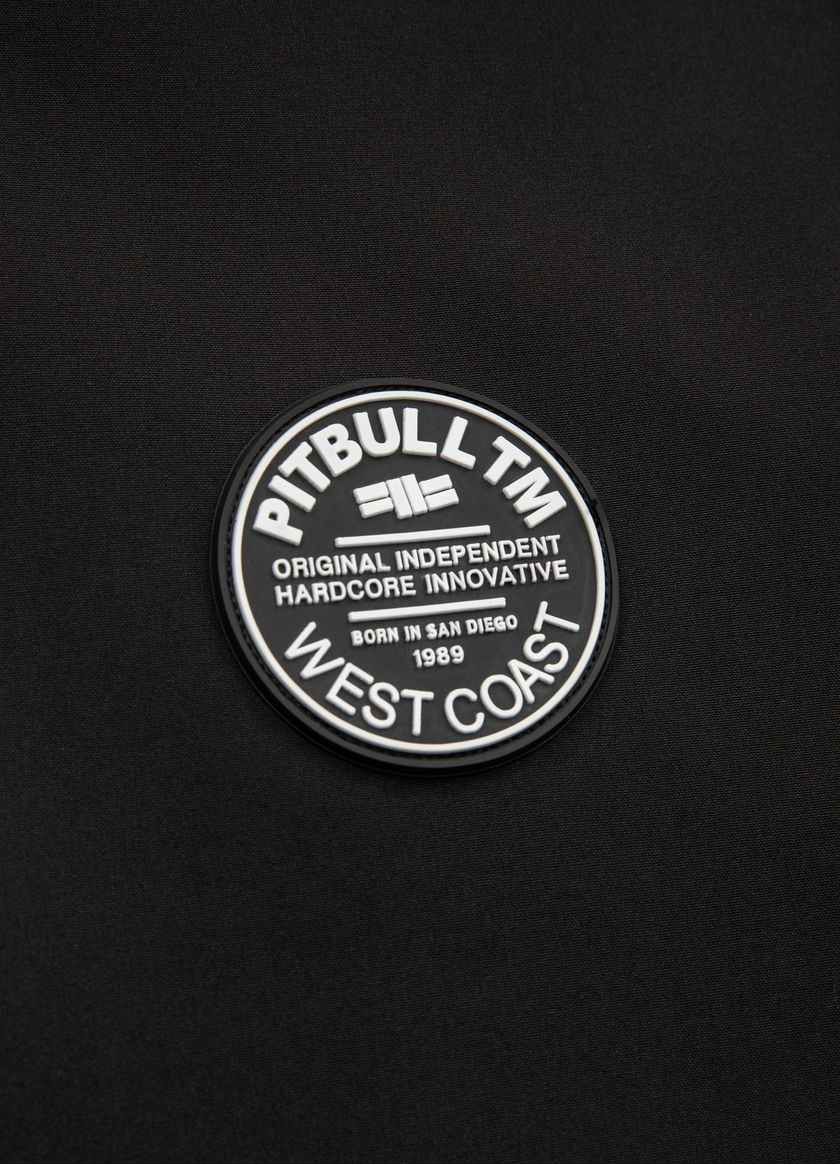 PITBULL TM
ORIGINAL INDEPENDENT
HARDCORE INNOVATIVE
BORN IN SAN DIEGO
1989
WEST COAST